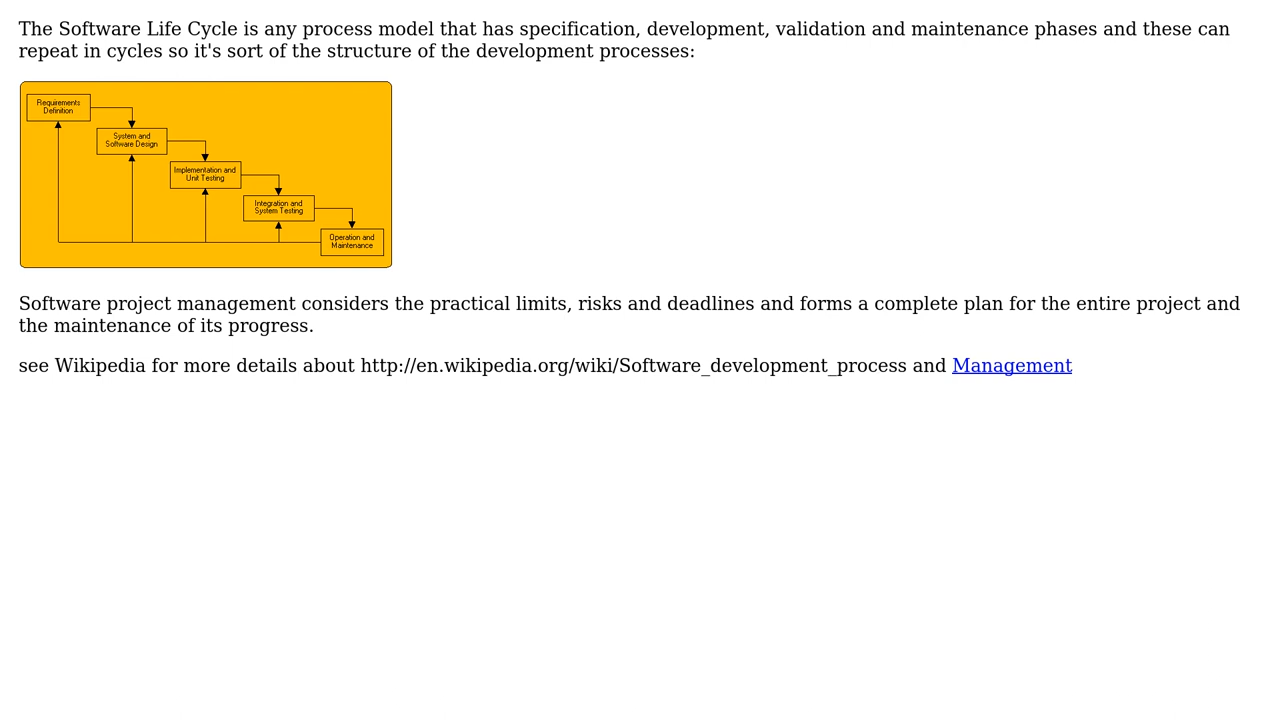 The Software Life Cycle is any process model that has specification, development, validation and maintenance phases and these can
repeat in cycles so it's sort of the structure of the development processes:
Requirements
Definition
System and
Software Design
Implementation and
Unit Testing
Integration and
System Testing
Operation and
Maintenance
Software project management considers the practical limits, risks and deadlines and forms a complete plan for the entire project and
the maintenance of its progress.
see Wikipedia for more details about http://en.wikipedia.org/wiki/Software_development_process and Management